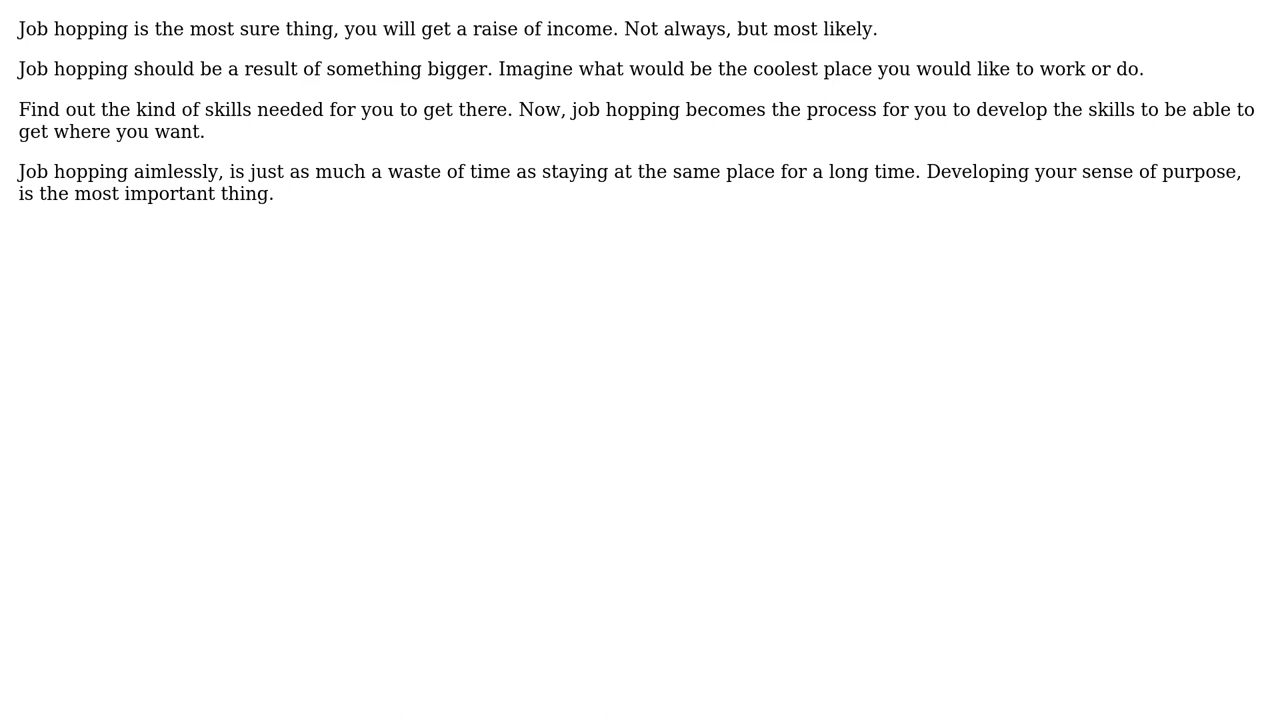 Job hopping is the most sure thing, you will get a raise of income. Not always, but most likely.
Job hopping should be a result of something bigger. Imagine what would be the coolest place you would like to work or do.
Find out the kind of skills needed for you to get there. Now, job hopping becomes the process for you to develop the skills to be able to
get where you want.
Job hopping aimlessly, is just as much a waste of time as staying at the same place for a long time. Developing your sense of purpose,
is the most important thing.